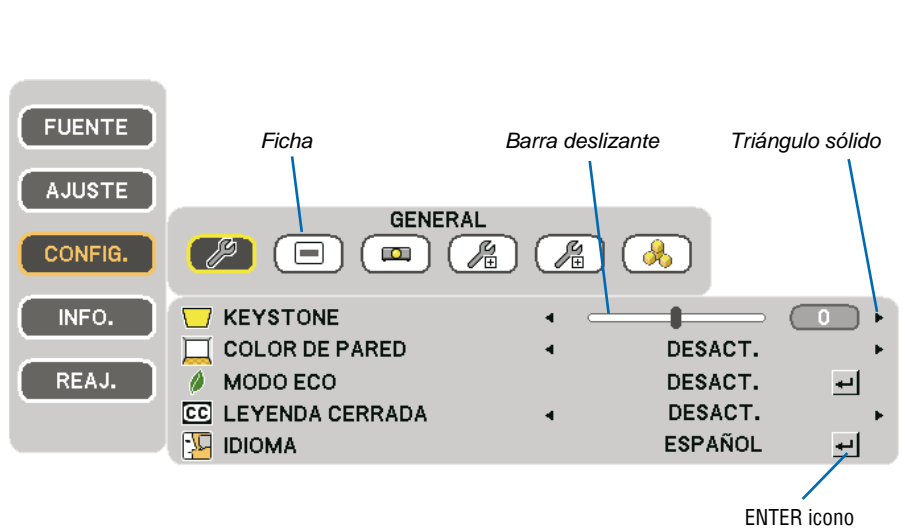 FUENTE
AJUSTE
CONFIG.
INFO.
REAJ.
Ficha
Barra deslizante
Triángulo sólido
GENERAL
KEYSTONE 0
COLOR DE PARED DESACT.
MODO ECO DESACT.
CC LEYENDA CERRADA DESACT.
IDIOMA ESPAÑOL
ENTER icono